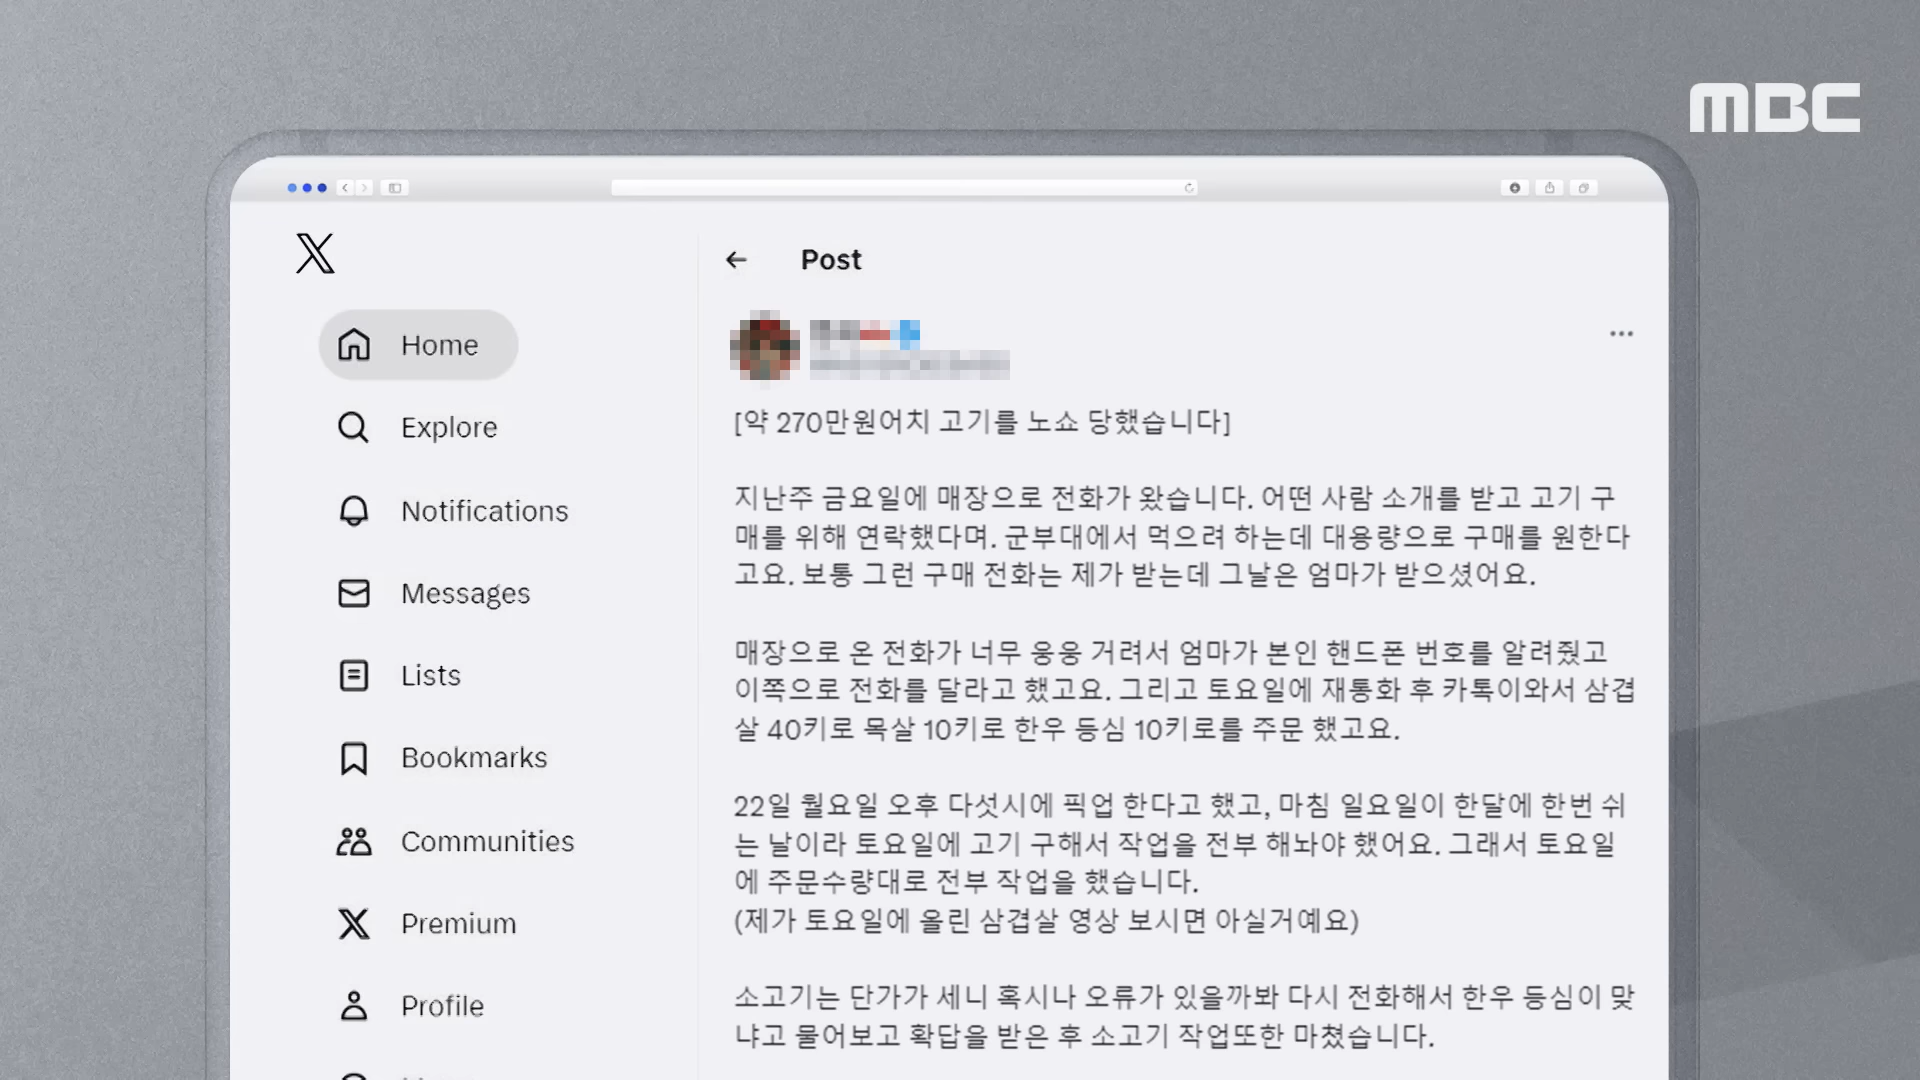 MBC
Post
Home
Explore
Notifications
Messages
Lists
Bookmarks
Communities
Premium
Profile
[약 270만원어치 고기를 노쇼 당했습니다]
지난주 금요일에 매장으로 전화가 왔습니다. 어떤 사람 소개를 받고 고기 구
매를 위해 연락했다며. 군부대에서 먹으려 하는데 대용량으로 구매를 원한다
고요. 보통 그런 구매 전화는 제가 받는데 그날은 엄마가 받으셨어요.
매장으로 온 전화가 너무 웅웅 거려서 엄마가 본인 핸드폰 번호를 알려줬고
이쪽으로 전화를 달라고 했고요. 그리고 토요일에 재통화 후 카톡이와서 삼겹
살 40키로 목살 10키로 한우 등심 10키로를 주문 했고요.
22일 월요일 오후 다섯시에 픽업 한다고 했고, 마침 일요일이 한달에 한번 쉬
는 날이라 토요일에 고기 구해서 작업을 전부 해놔야 했어요. 그래서 토요일
에 주문수량대로 전부 작업을 했습니다.
(제가 토요일에 올린 삼겹살 영상 보시면 아실거예요)
소고기는 단가가 세니 혹시나 오류가 있을까봐 다시 전화해서 한우 등심이 맞
냐고 물어보고 확답을 받은 후 소고기 작업또한 마쳤습니다.